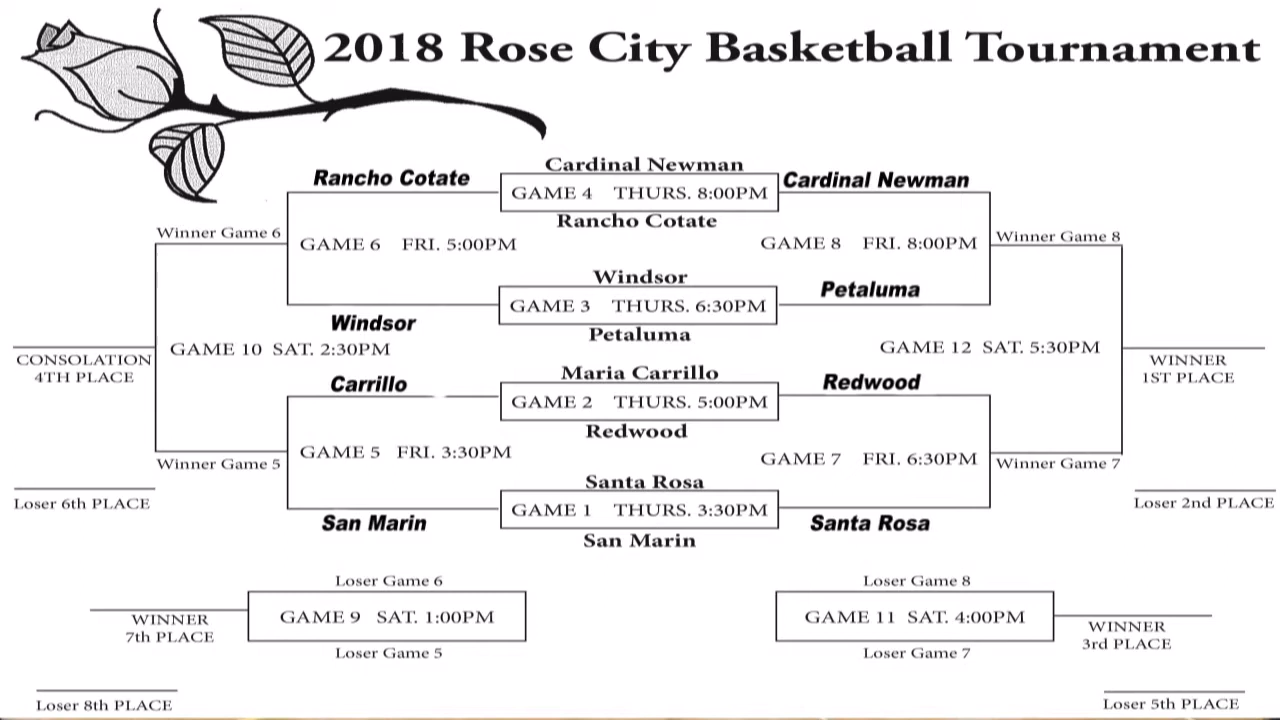 2018 Rose City Basketball Tournament
Cardinal Newman
Rancho Cotate
GAME 4 THURS. 8:00PM
Cardinal Newman
Rancho Cotate
Winner Game 6
GAME 6 FRI. 5:00PM
GAME 8 FRI. 8:00PM
Winner Game 8
Windsor
GAME 3 THURS. 6:30PM
Petaluma
Windsor
Petaluma
CONSOLATION
4TH PLACE
GAME 10 SAT. 2:30PM
GAME 12 SAT. 5:30PM
WINNER
1ST PLACE
Maria Carrillo
Carrillo
GAME 2 THURS. 5:00PM
Redwood
Redwood
GAME 5 FRI. 3:30PM
GAME 7 FRI. 6:30PM
Winner Game 5
Winner Game 7
Santa Rosa
Loser 6th PLACE
GAME 1 THURS. 3:30PM
Loser 2nd PLACE
San Marin
Santa Rosa
San Marin
Loser Game 6
Loser Game 8
WINNER
7th PLACE
GAME 9 SAT. 1:00PM
GAME 11 SAT. 4:00PM
WINNER
3rd PLACE
Loser Game 5
Loser Game 7
Loser 8th PLACE
Loser 5th PLACE